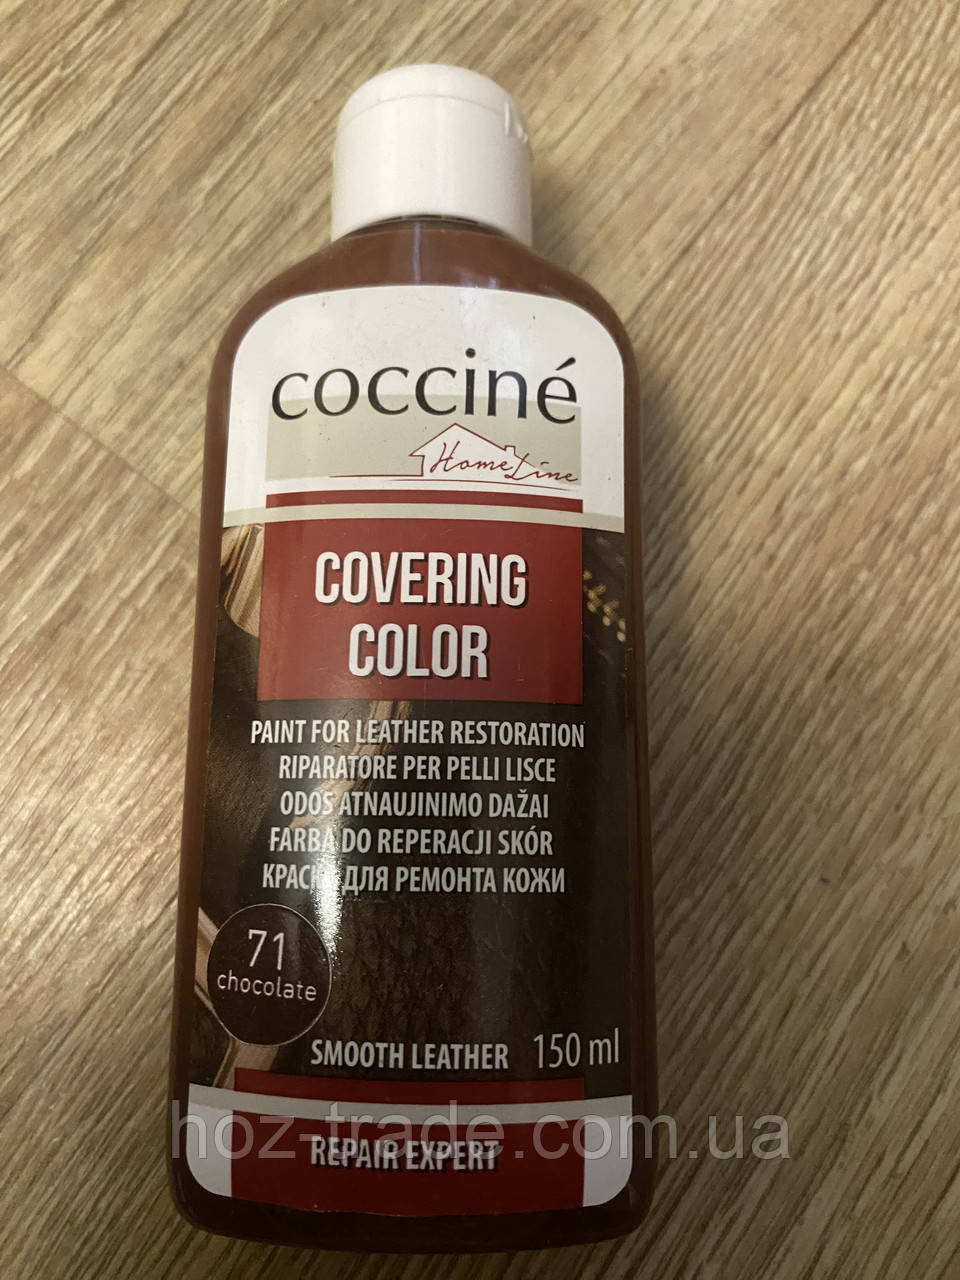 cocciné
Home Line
COVERING
COLOR
PAINT FOR LEATHER RESTORATION
RIPARATORE PER PELLI LISCE
ODOS ATNAUJINIMO DAŽAI
FARBA DO REPERACJI SKÓR
КРАСКА ДЛЯ РЕМОНТА КОЖИ
71
chocolate
SMOOTH LEATHER 150 ml
hoz-trade.com.ua
REPAIR EXPERT